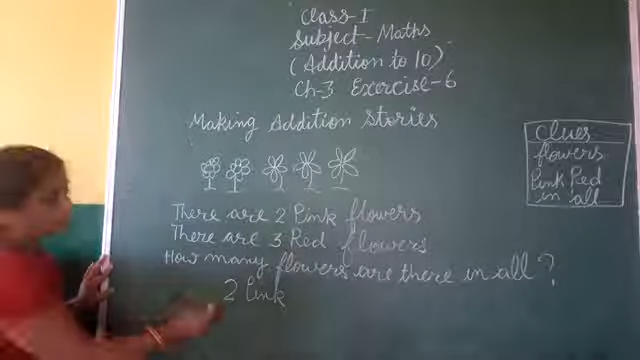 Class-I
Subject-Maths
(Addition to 10)
Ch-3 Exercise-6
Making Addition Stories
Clues
flowers
Pink Red
in all
There are 2 Pink flowers
There are 3 Red flowers
How many flowers are there in all?
2 Pink